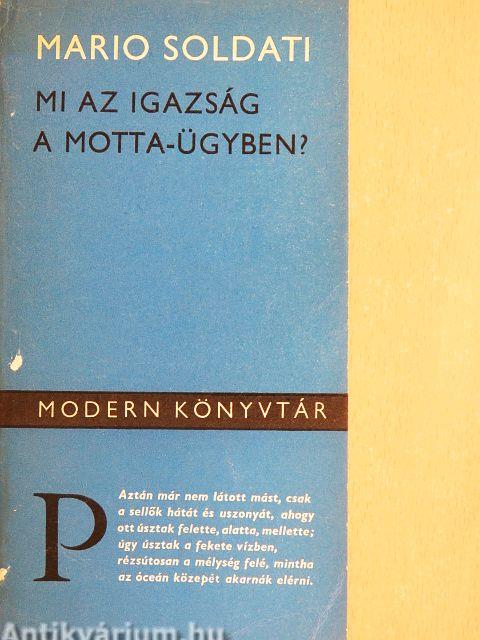 MARIO SOLDATI
MI AZ IGAZSÁG
A MOTTA-ÜGYBEN?
MODERN KÖNYVTÁR
P
Aztán már nem látott mást, csak
a sellők hátát és uszonyát, ahogy
ott úsztak felette, alatta, mellette;
úgy úsztak a fekete vízben,
rézsútosan a mélység felé, mintha
az óceán közepét akarnák elérni.
Antikvárium.hu